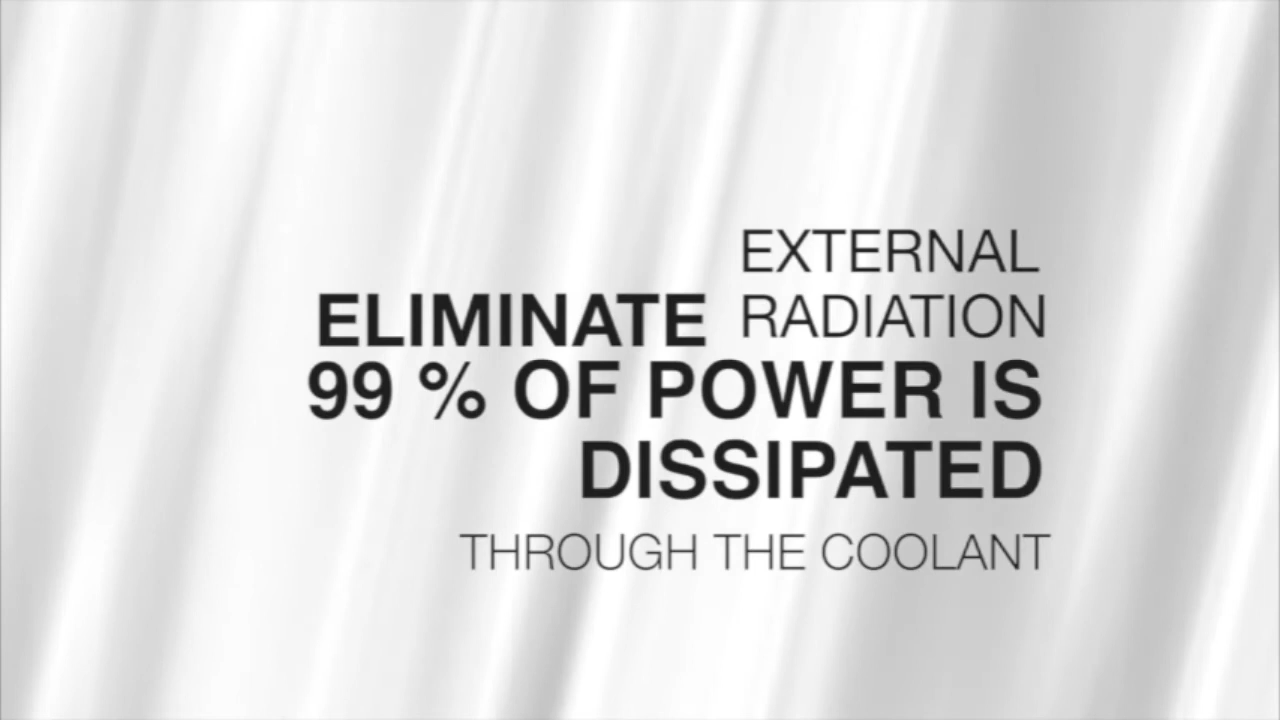 ELIMINATE EXTERNAL RADIATION
99 % OF POWER IS
DISSIPATED
THROUGH THE COOLANT